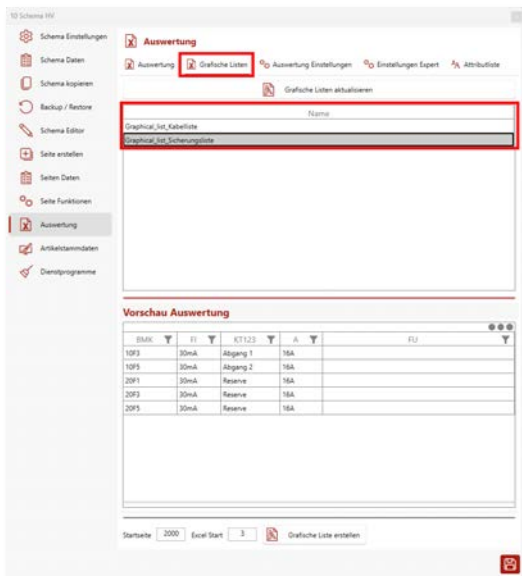 10 Schema HV
Schema Einstellungen
Schema Daten
Schema kopieren
Backup / Restore
Schema Editor
Seite erstellen
Seiten Daten
Seite Funktionen
Auswertung
Artikelstammdaten
Dienstprogramme
Auswertung
Auswertung Grafische Listen Auswertung Einstellungen Einstellungen Expert Attributliste
Grafische Listen aktualisieren
Name
Graphical_list_Kabelliste
Graphical_list_Sicherungsliste
Vorschau Auswertung
BMK FI KT123 A FU
10F3 30mA Abgang 1 16A
10F5 30mA Abgang 2 16A
20F1 30mA Reserve 16A
20F3 30mA Reserve 16A
20F5 30mA Reserve 16A
Startseite 2000 Excel Start 3 Grafische Liste erstellen